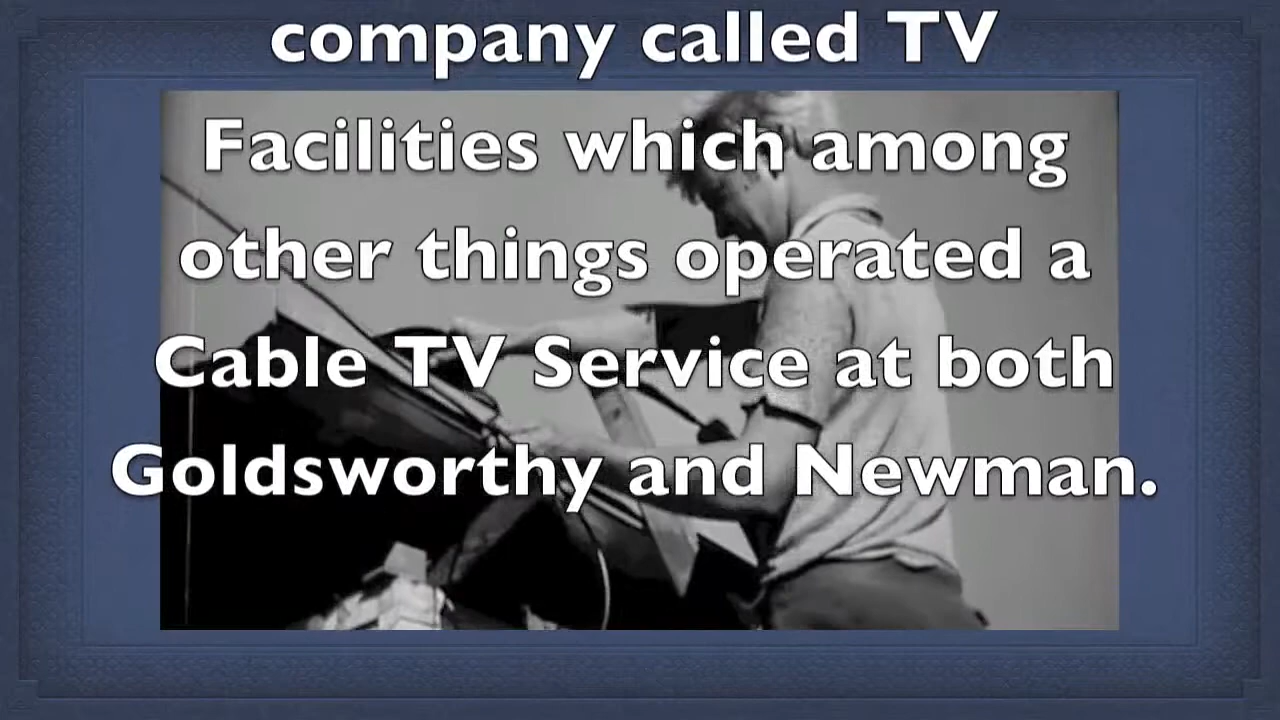 company called TV
Facilities which among
other things operated a
Cable TV Service at both
Goldsworthy and Newman.